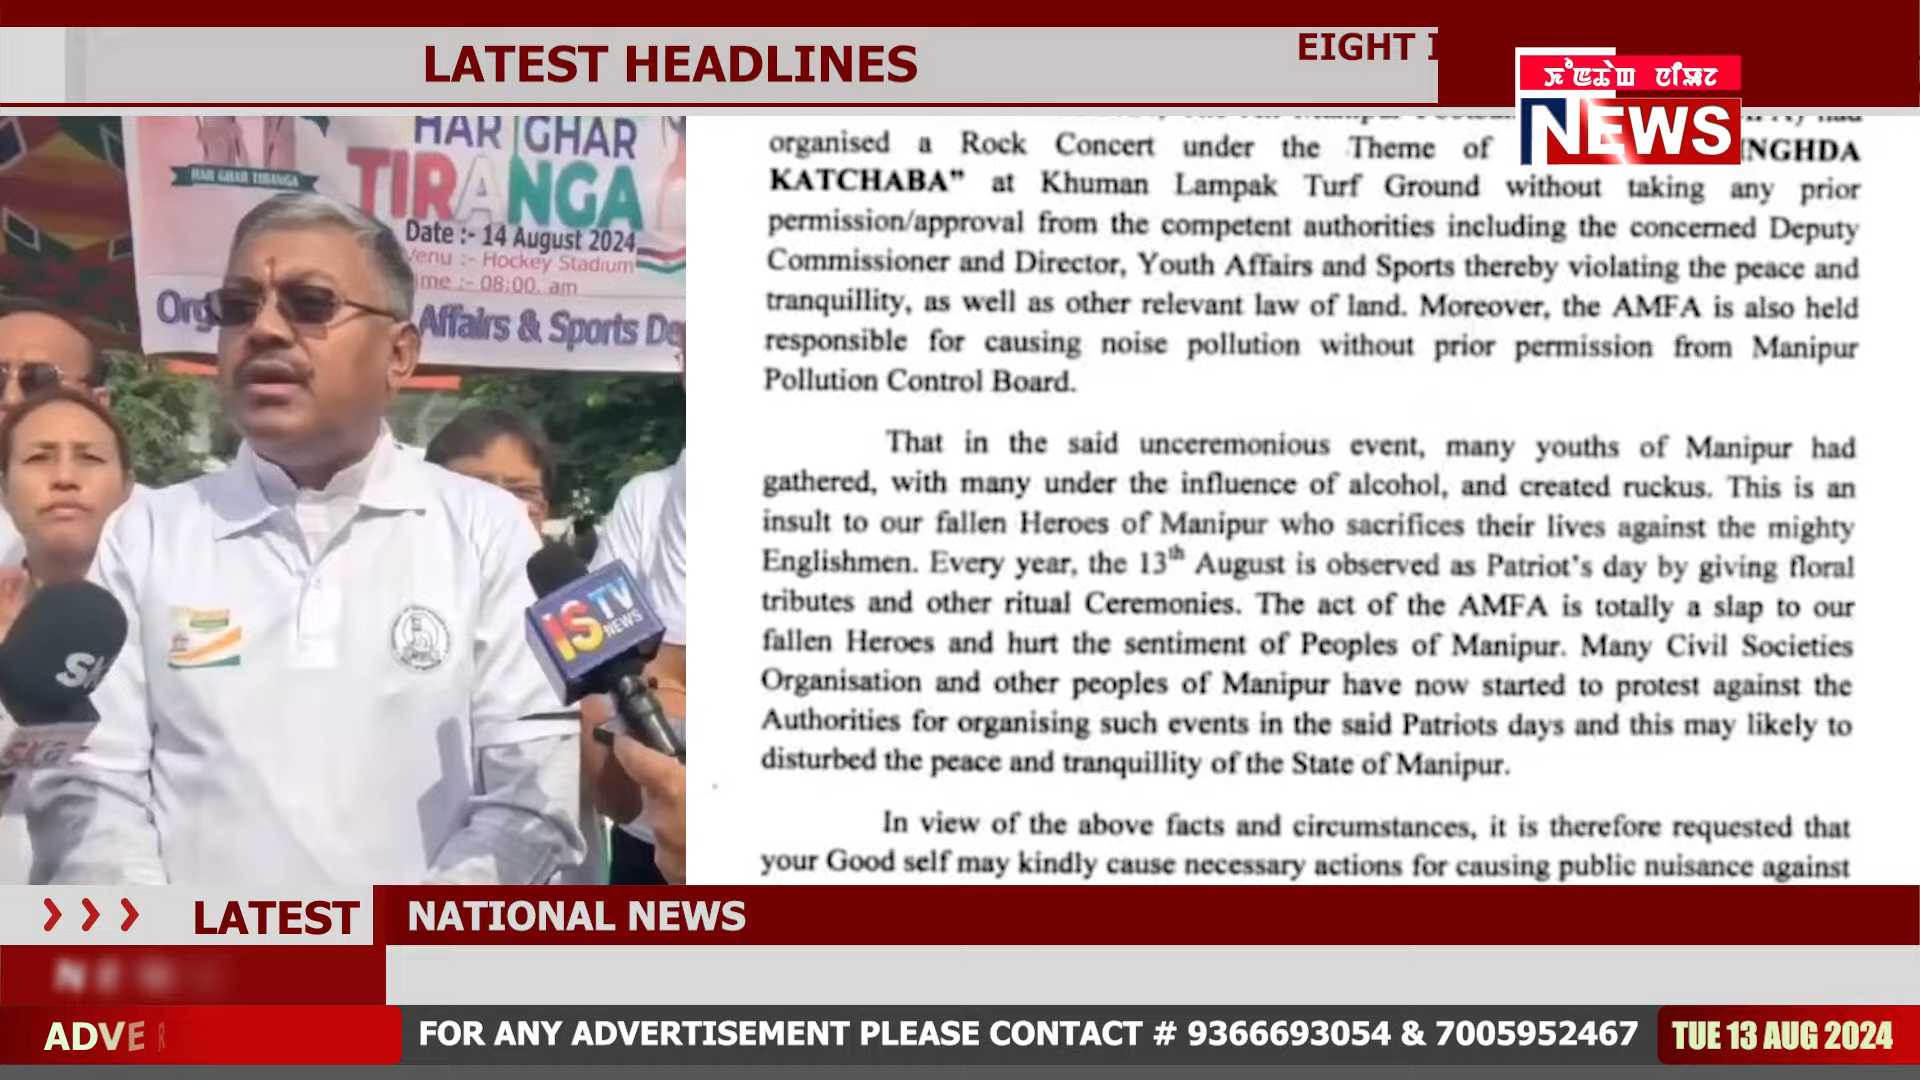 LATEST HEADLINES
EIGHT
ꯁꯪꯂꯦꯟ
NEWS
HAR GHAR
TIRANGA
HAR GHAR TIRANGA
Date :- 14 August 2024
Venu :- Hockey Stadium
me :- 08:00. am
Org
Affairs & Sports De
IS TV
NEWS
organised a Rock Concert under the Theme of
INGHDA
KATCHABA” at Khuman Lampak Turf Ground without taking any prior
permission/approval from the competent authorities including the concerned Deputy
Commissioner and Director, Youth Affairs and Sports thereby violating the peace and
tranquillity, as well as other relevant law of land. Moreover, the AMFA is also held
responsible for causing noise pollution without prior permission from Manipur
Pollution Control Board.
That in the said unceremonious event, many youths of Manipur had
gathered, with many under the influence of alcohol, and created ruckus. This is an
insult to our fallen Heroes of Manipur who sacrifices their lives against the mighty
Englishmen. Every year, the 13th August is observed as Patriot’s day by giving floral
tributes and other ritual Ceremonies. The act of the AMFA is totally a slap to our
fallen Heroes and hurt the sentiment of Peoples of Manipur. Many Civil Societies
Organisation and other peoples of Manipur have now started to protest against the
Authorities for organising such events in the said Patriots days and this may likely to
disturbed the peace and tranquillity of the State of Manipur.
In view of the above facts and circumstances, it is therefore requested that
your Good self may kindly cause necessary actions for causing public nuisance against
LATEST
NATIONAL NEWS
ADVE
FOR ANY ADVERTISEMENT PLEASE CONTACT # 9366693054 & 7005952467
TUE 13 AUG 2024